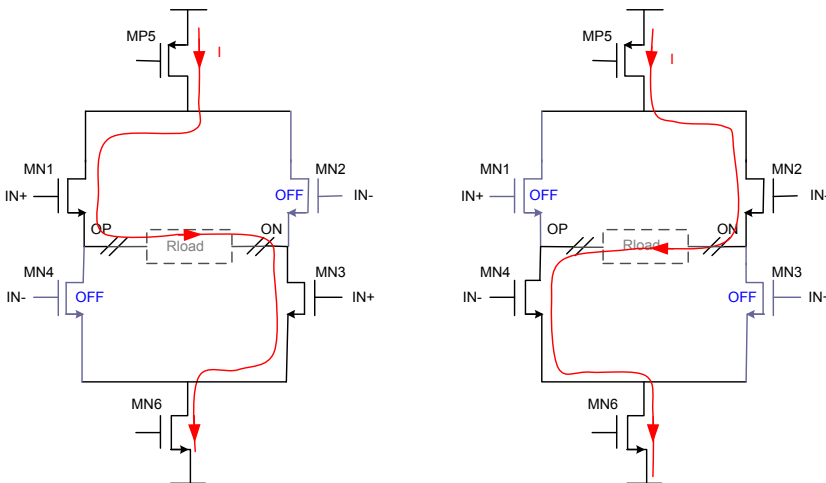 MP5
I
MN1
IN+
MN2
OFF
IN-
OP
Rload
ON
MN4
IN-
OFF
MN3
IN+
MN6
MP5
I
MN1
IN+
OFF
MN2
IN-
OP
Rload
ON
MN4
IN-
MN3
OFF
MN6